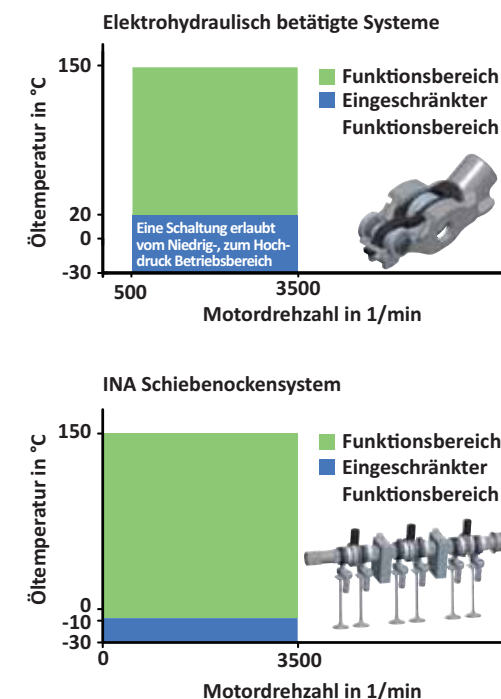 Elektrohydraulisch betätigte Systeme
Öltemperatur in °C
150
20
0
-30
Funktionsbereich
Eingeschränkter
Funktionsbereich
Eine Schaltung erlaubt
vom Niedrig-, zum Hoch-
druck Betriebsbereich
500
3500
Motordrehzahl in 1/min
INA Schiebenockensystem
Öltemperatur in °C
150
0
-10
-30
Funktionsbereich
Eingeschränkter
Funktionsbereich
0
3500
Motordrehzahl in 1/min